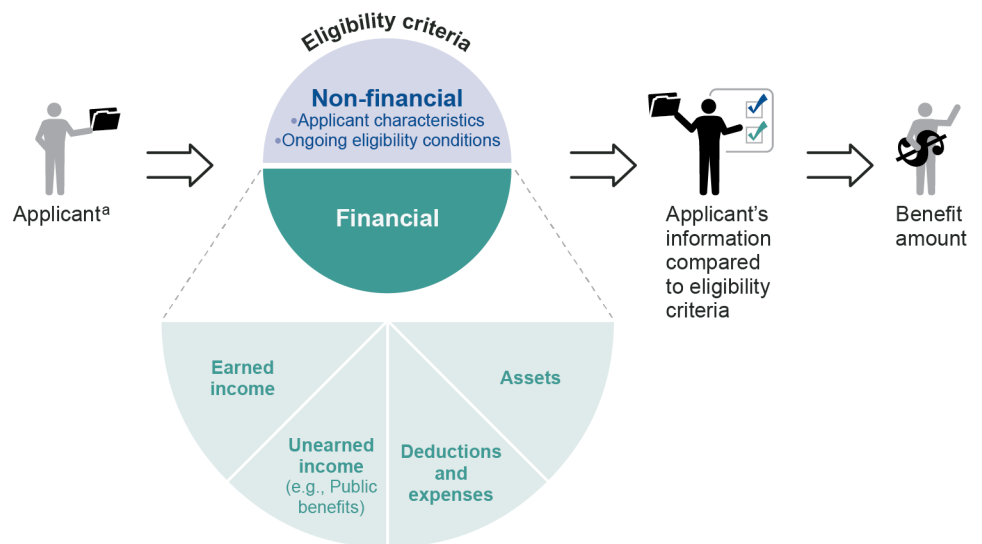 Eligibility criteria
Non-financial
•Applicant characteristics
•Ongoing eligibility conditions
Financial
Applicantᵃ
Applicant’s
information
compared
to eligibility
criteria
Benefit
amount
Earned
income
Unearned
income
(e.g., Public
benefits)
Deductions
and
expenses
Assets